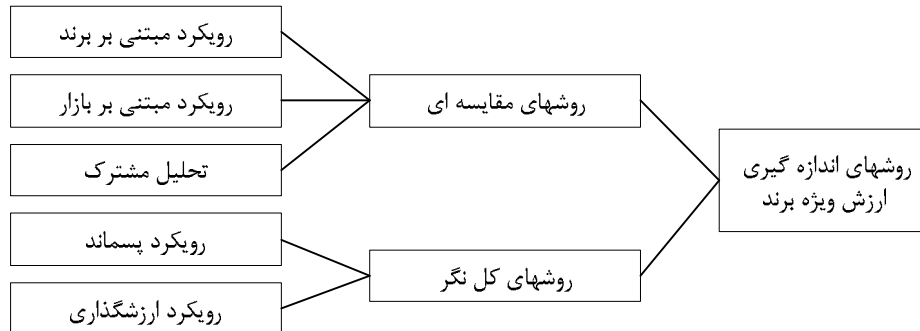 روشهای اندازه گیری
ارزش ویژه برند
روشهای مقایسه ای
رویکرد مبتنی بر برند
رویکرد مبتنی بر بازار
تحلیل مشترک
روشهای کل نگر
رویکرد پسماند
رویکرد ارزشگذاری